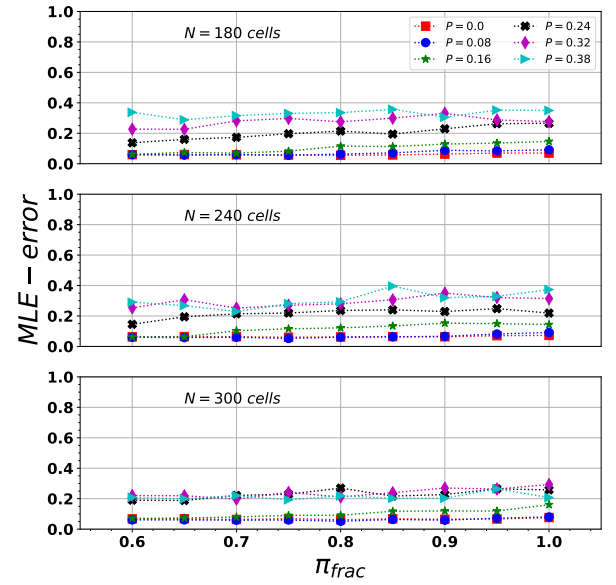 1.0
0.8
0.6
0.4
0.2
0.0
N = 180 cells
P = 0.0
P = 0.08
P = 0.16
P = 0.24
P = 0.32
P = 0.38
1.0
0.8
0.6
0.4
0.2
0.0
N = 240 cells
MLE − error
1.0
0.8
0.6
0.4
0.2
0.0
N = 300 cells
0.6 0.7 0.8 0.9 1.0
π_frac